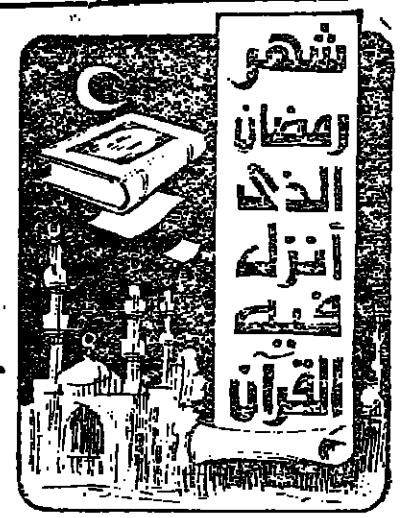 شهر
رمضان
الذى
أنزل
فيه
القرآن